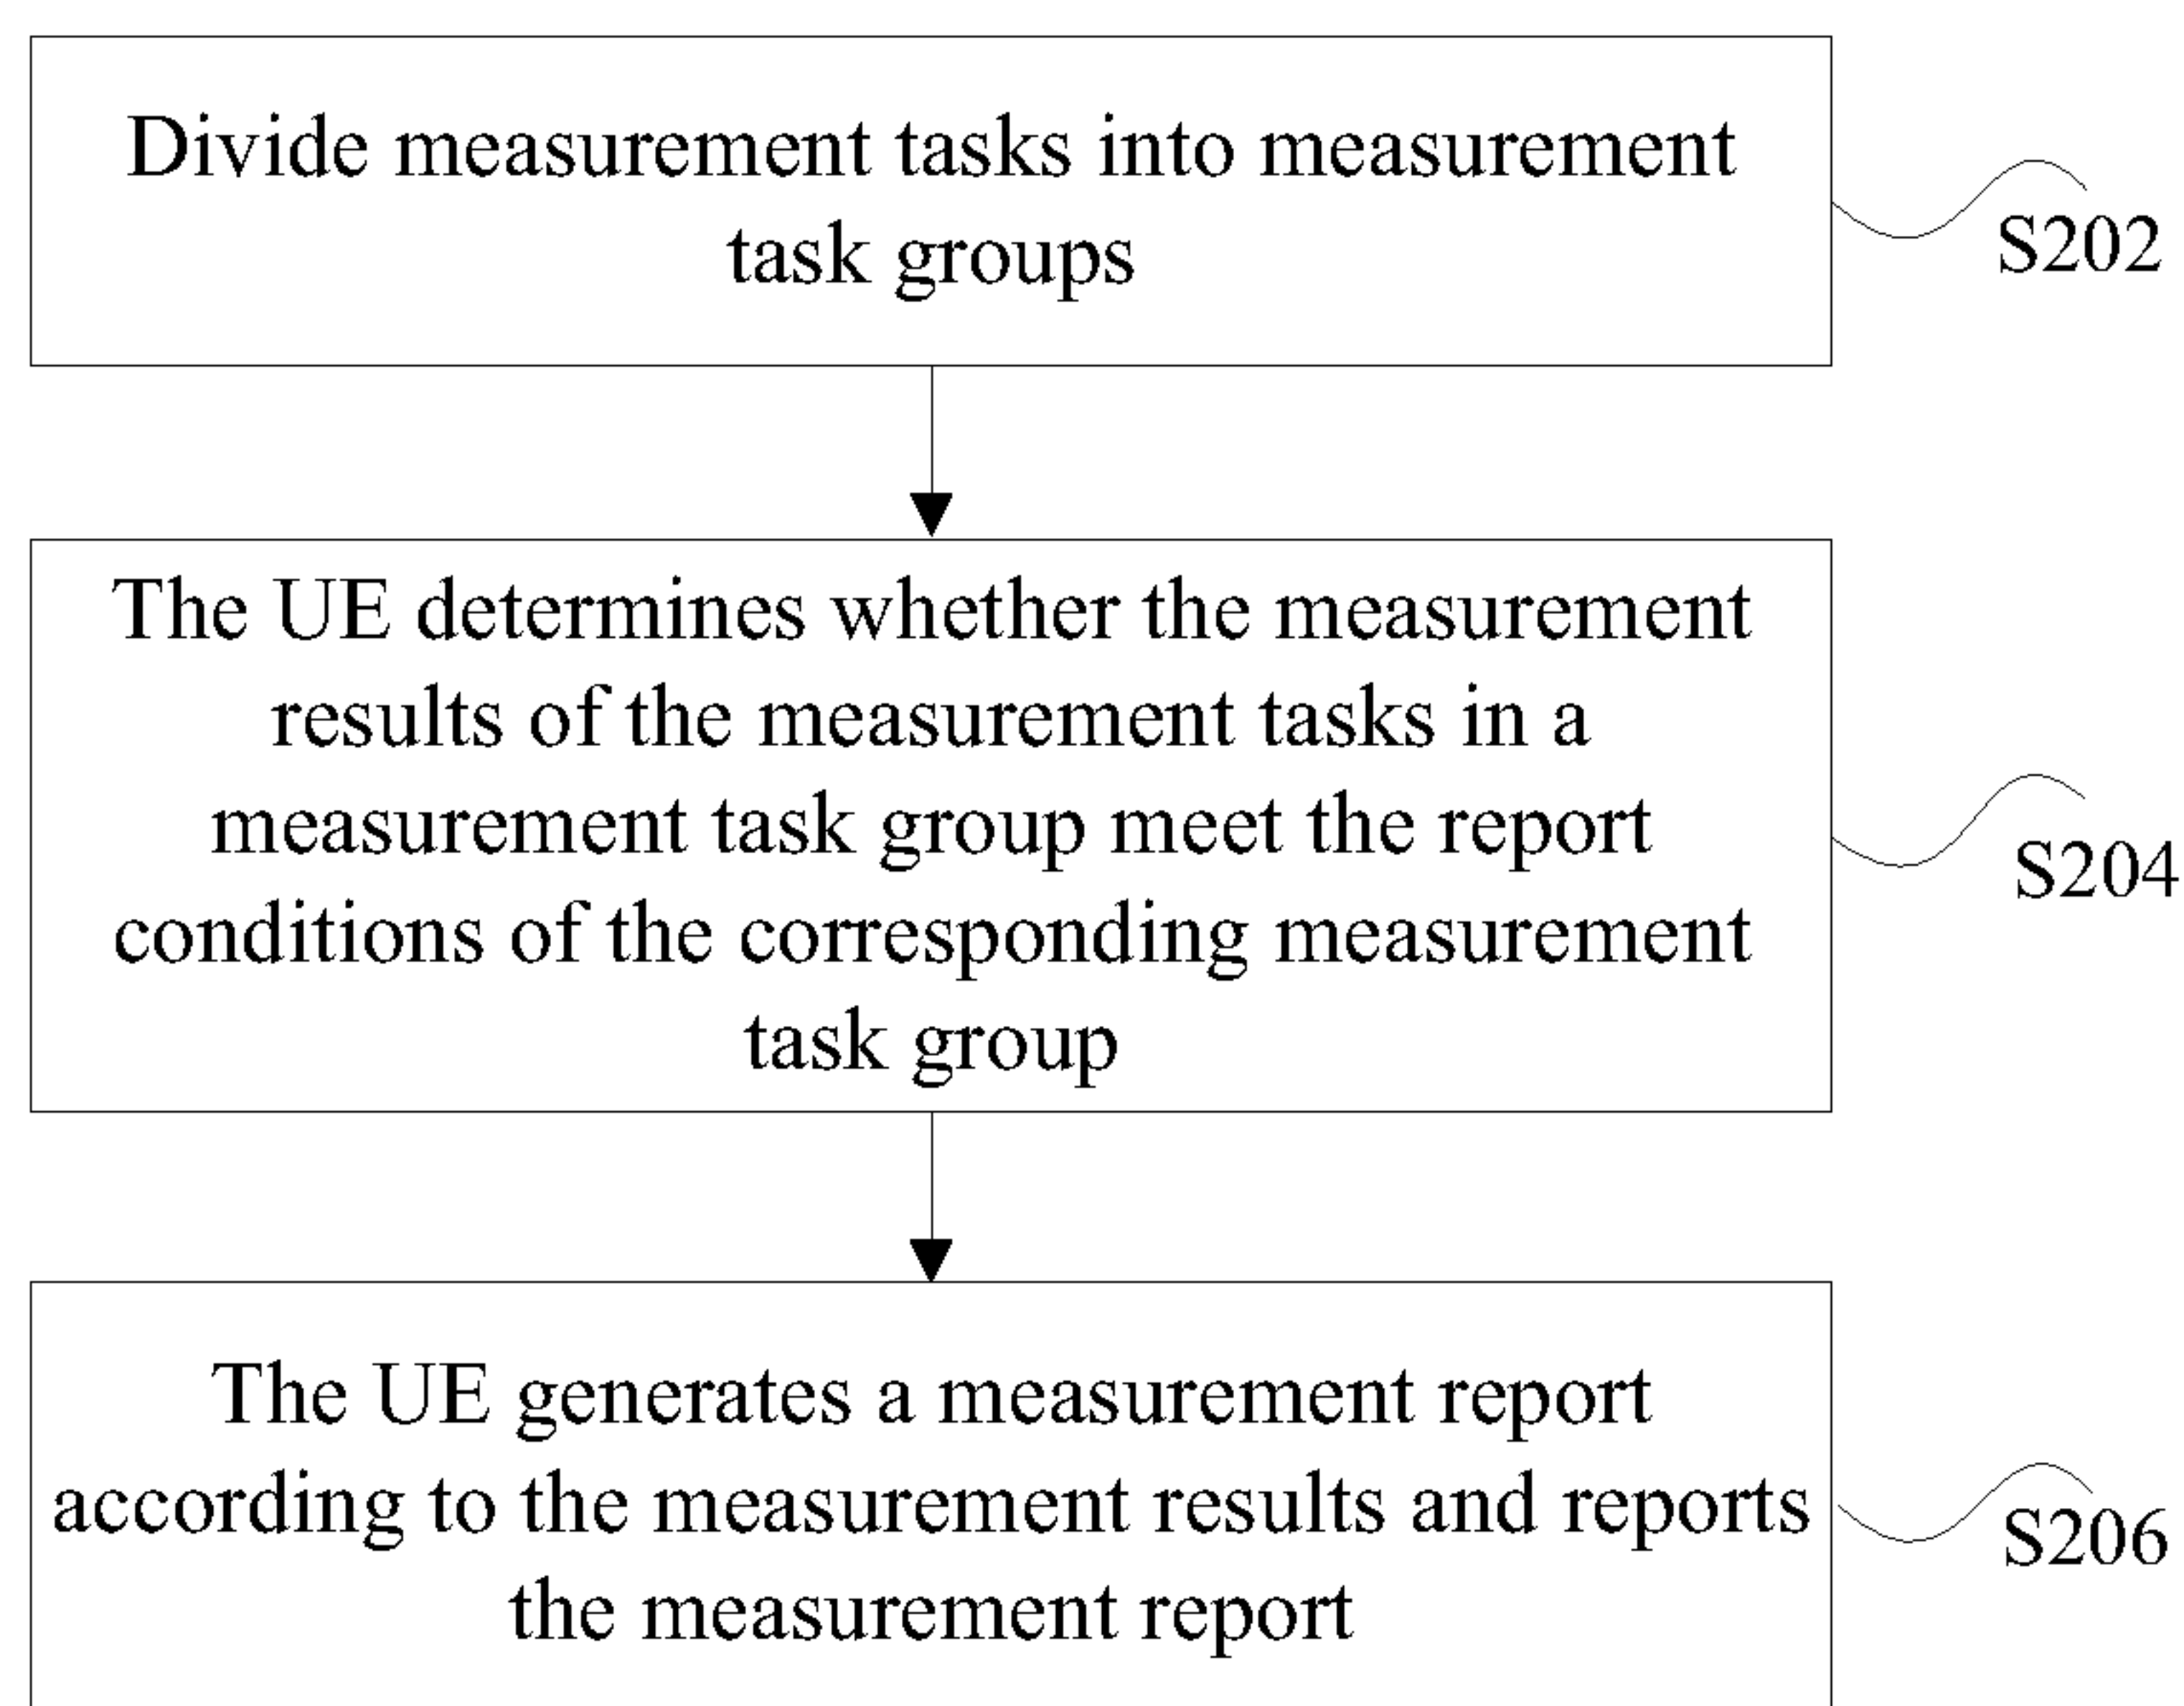 Divide measurement tasks into measurement
task groups
S202
The UE determines whether the measurement
results of the measurement tasks in a
measurement task group meet the report
conditions of the corresponding measurement
task group
S204
The UE generates a measurement report
according to the measurement results and reports
the measurement report
S206